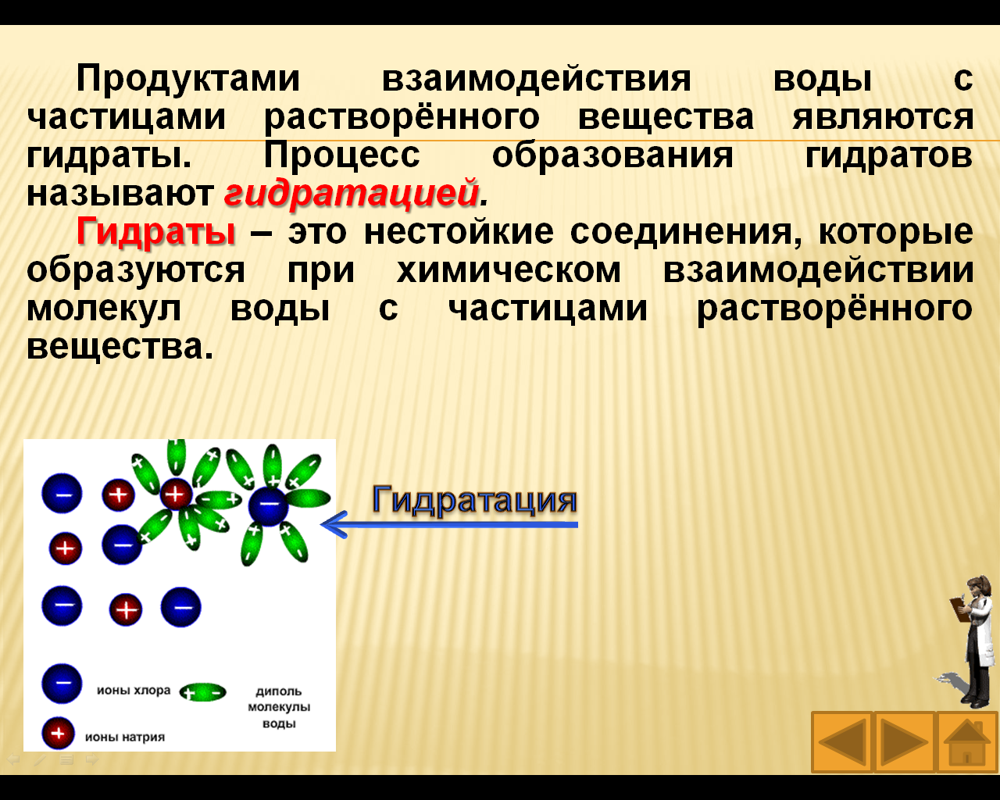 Продуктами взаимодействия воды с
частицами растворённого вещества являются
гидраты. Процесс образования гидратов
называют гидратацией.
Гидраты – это нестойкие соединения, которые
образуются при химическом взаимодействии
молекул воды с частицами растворённого
вещества.
Гидратация
ионы хлора
диполь
молекулы
воды
ионы натрия